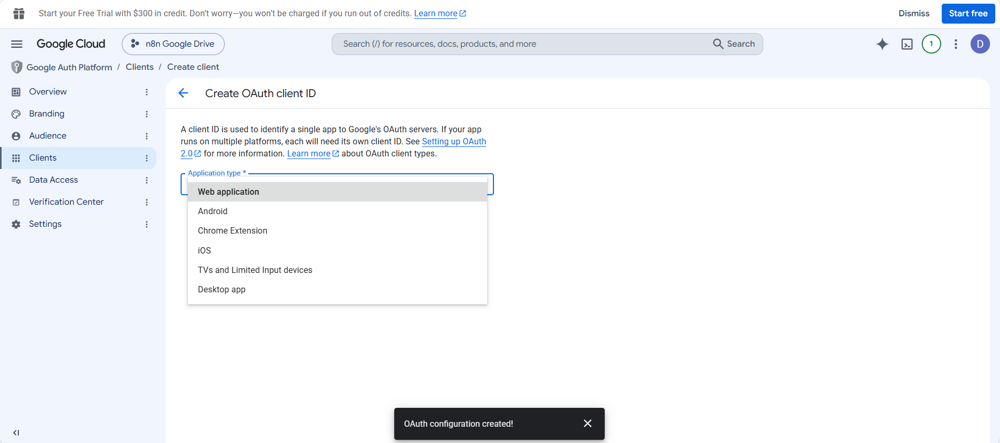 Start your Free Trial with $300 in credit. Don’t worry—you won’t be charged if you run out of credits. Learn more
Dismiss
Start free
Google Cloud
n8n Google Drive
Search (/) for resources, docs, products, and more
Search
1
D
Google Auth Platform / Clients / Create client
Overview
Branding
Audience
Clients
Data Access
Verification Center
Settings
Create OAuth client ID
A client ID is used to identify a single app to Google's OAuth servers. If your app
runs on multiple platforms, each will need its own client ID. See Setting up OAuth
2.0 for more information. Learn more about OAuth client types.
Application type *
Web application
Android
Chrome Extension
iOS
TVs and Limited Input devices
Desktop app
OAuth configuration created!